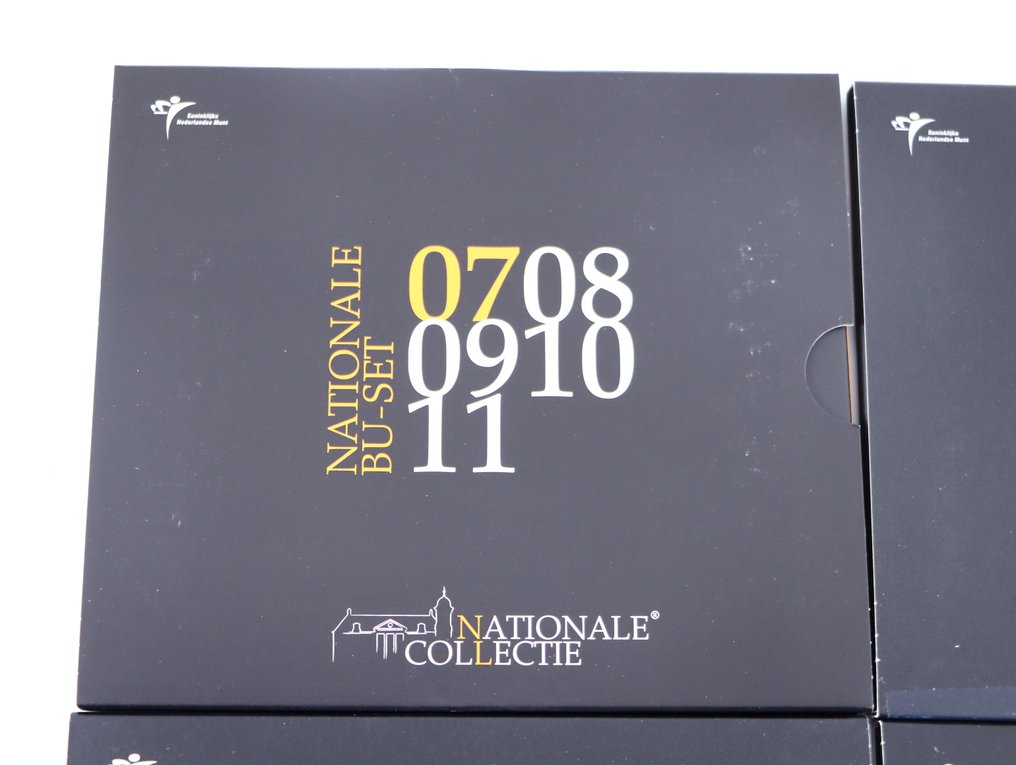 Koninklijke
Nederlandse Munt
NATIONALE
BU-SET
0708
0910
11
NATIONALE®
COLLECTIE
Koninklijke
Nederlandse Munt